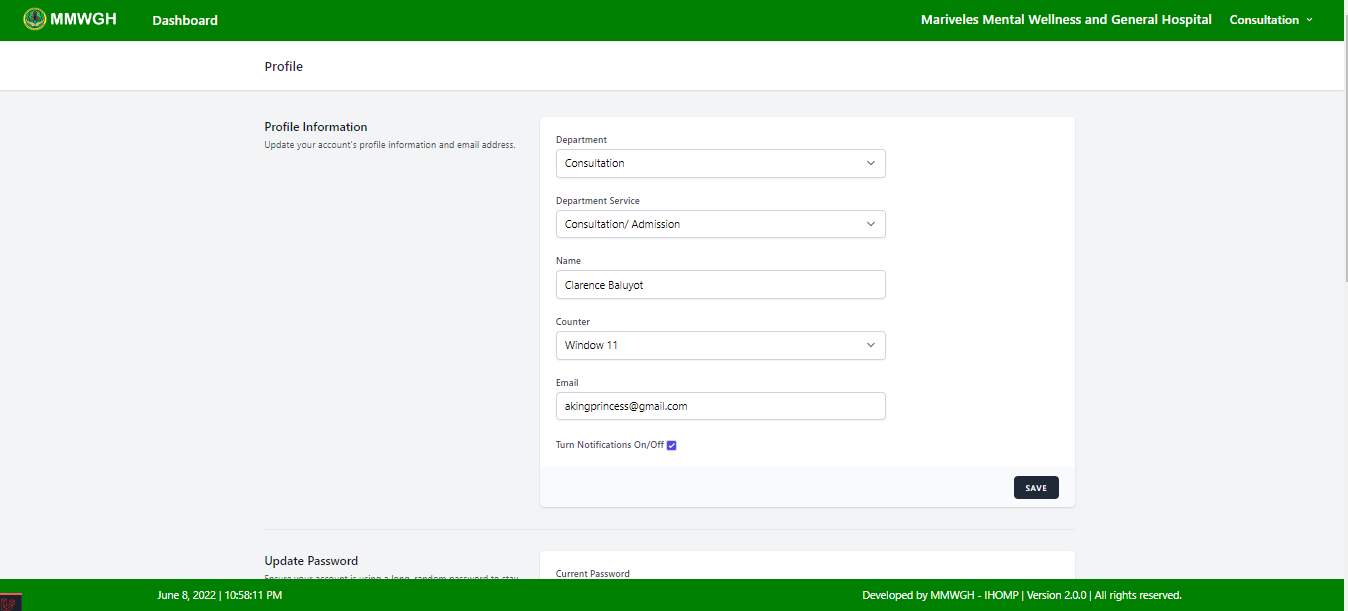 MMWGH Dashboard Mariveles Mental Wellness and General Hospital Consultation
Profile
Profile Information
Update your account's profile information and email address.
Department
Consultation
Department Service
Consultation/ Admission
Name
Clarence Baluyot
Counter
Window 11
Email
akingprincess@gmail.com
Turn Notifications On/Off
SAVE
Update Password
Ensure your account is using a long, random password to stay
Current Password
June 8, 2022 | 10:58:11 PM Developed by MMWGH - IHOMP | Version 2.0.0 | All rights reserved.